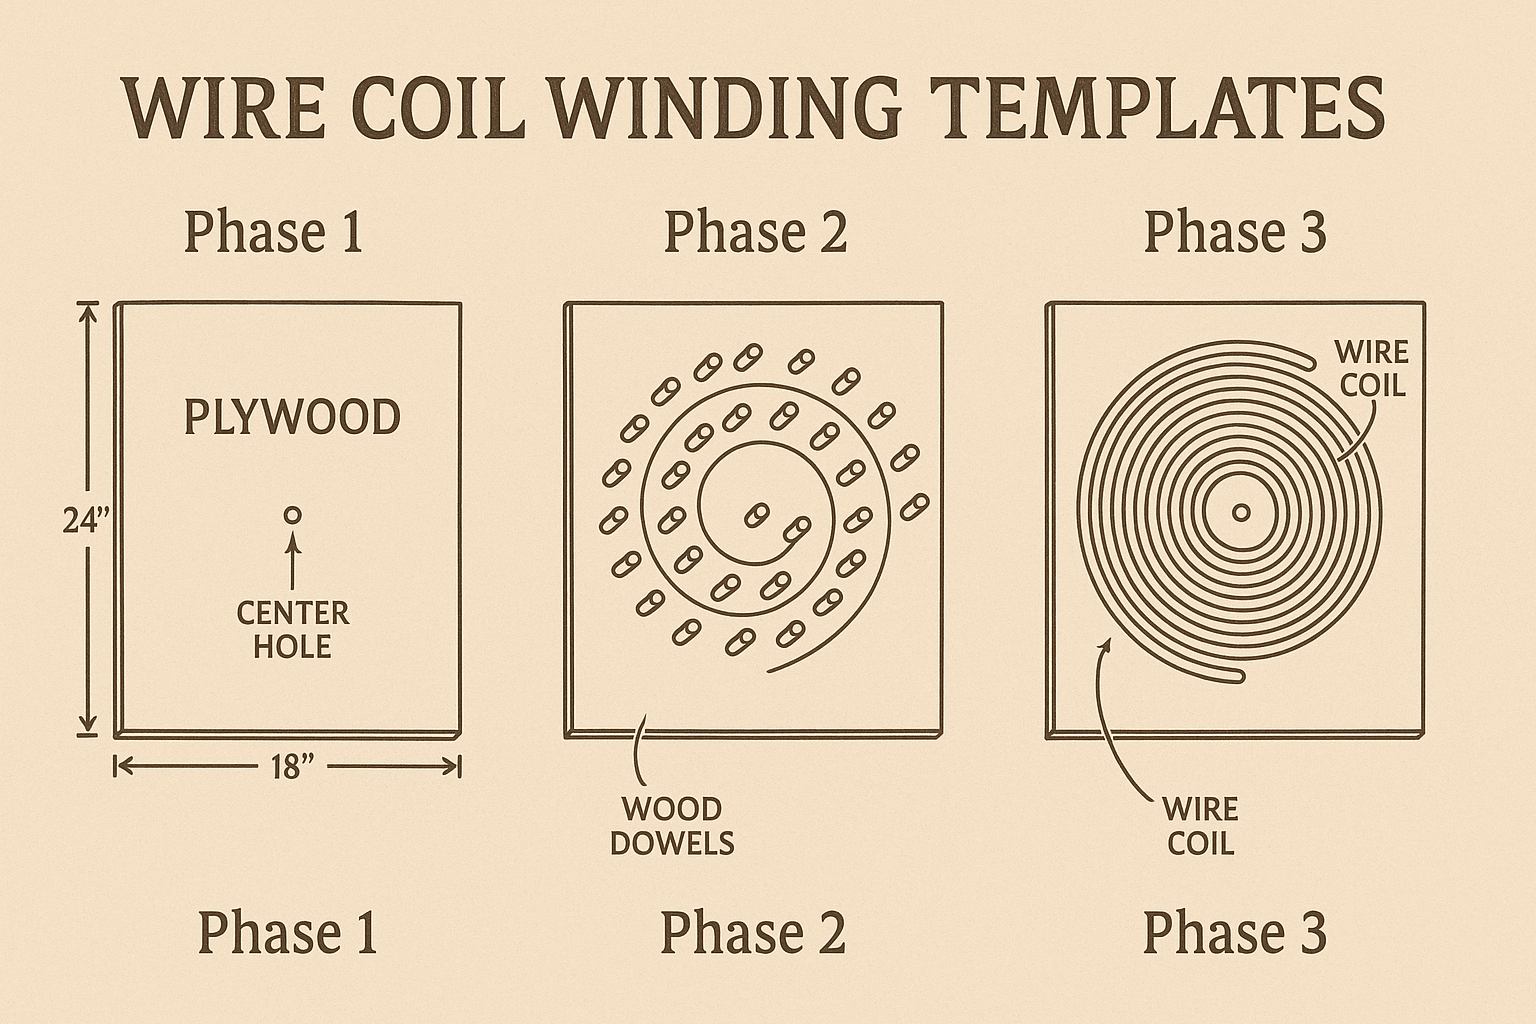 WIRE COIL WINDING TEMPLATES
Phase 1
Phase 2
Phase 3
PLYWOOD
24”
CENTER
HOLE
18”
WOOD
DOWELS
WIRE
COIL
WIRE
COIL
Phase 1
Phase 2
Phase 3